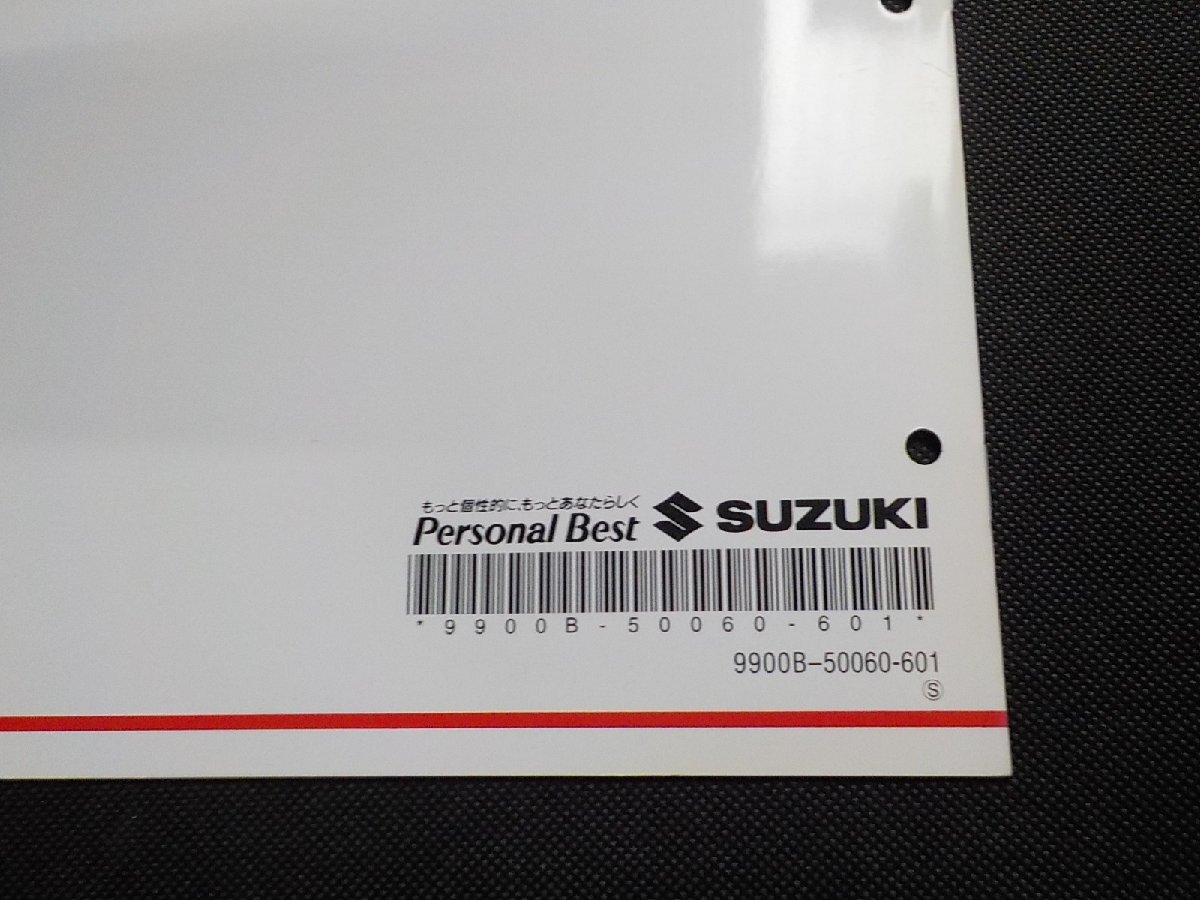 もっと個性的に、もっとあなたらしく
Personal Best SUZUKI
*9900B-50060-601*
9900B-50060-601
Ⓢ